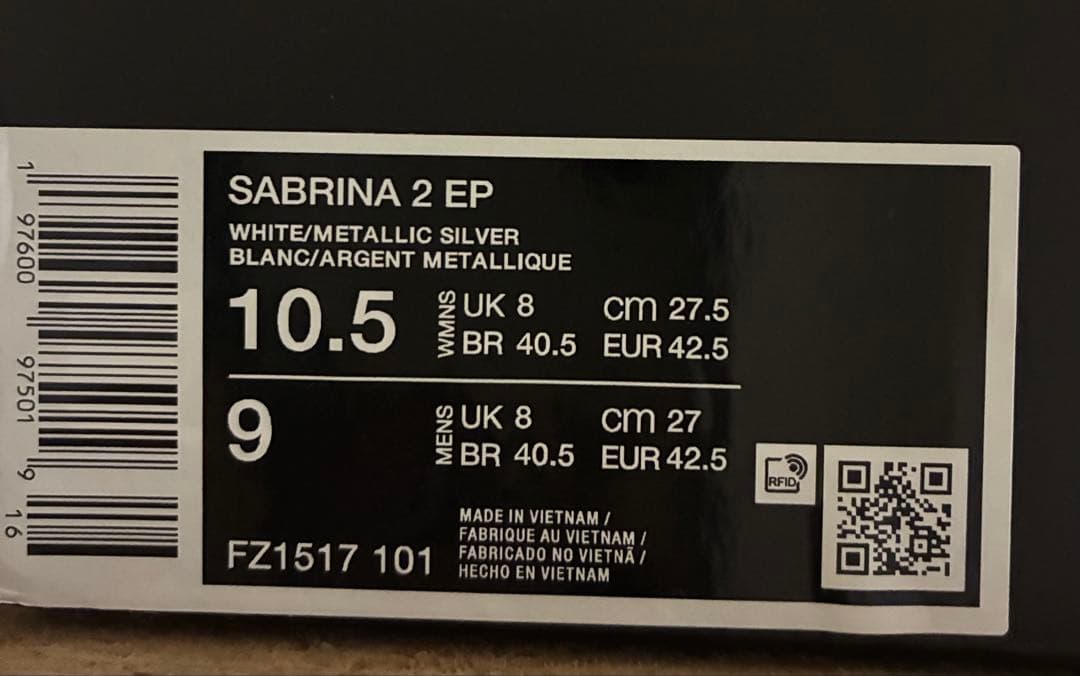 SABRINA 2 EP
WHITE/METALLIC SILVER
BLANC/ARGENT METALLIQUE
10.5 WMNS UK 8 cm 27.5
BR 40.5 EUR 42.5
9 MENS UK 8 cm 27
BR 40.5 EUR 42.5
FZ1517 101
MADE IN VIETNAM /
FABRIQUE AU VIETNAM /
FABRICADO NO VIETNÃ /
HECHO EN VIETNAM
RFID
1 97600 97501 9 16